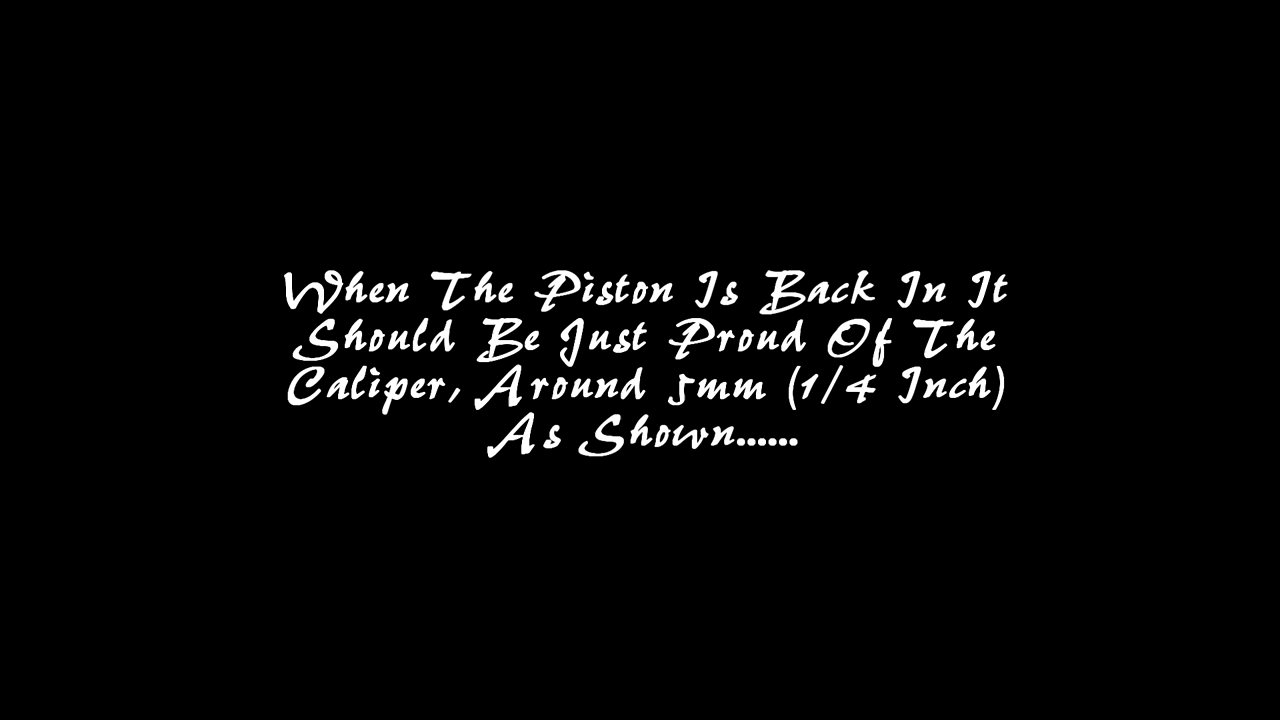 When The Piston Is Back In It
Should Be Just Proud Of The
Caliper, Around 5mm (1/4 Inch)
As Shown......